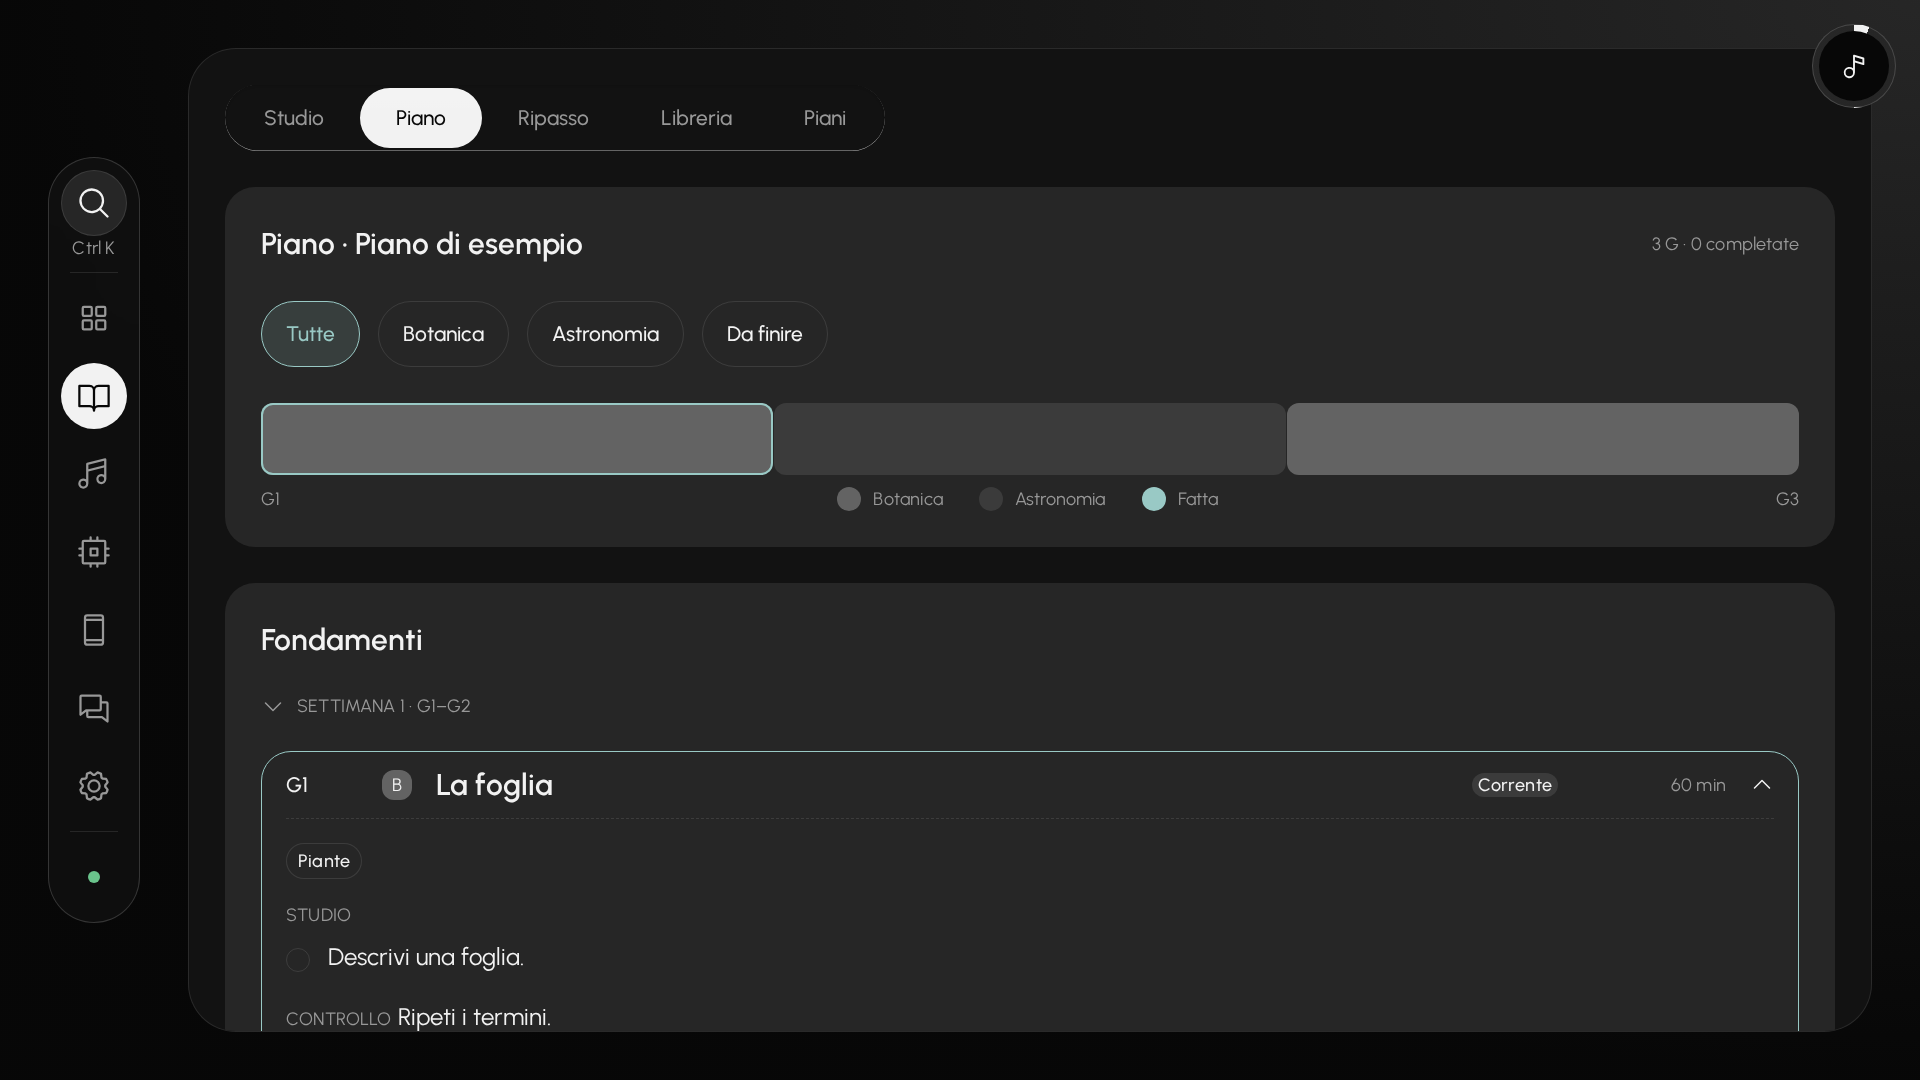 Studio Piano Ripasso Libreria Piani
Ctrl K
Piano · Piano di esempio
3 G · 0 completate
Tutte Botanica Astronomia Da finire
G1 Botanica Astronomia Fatta G3
Fondamenti
SETTIMANA 1 · G1–G2
G1 B La foglia Corrente 60 min
Piante
STUDIO
Descrivi una foglia.
CONTROLLO Ripeti i termini.